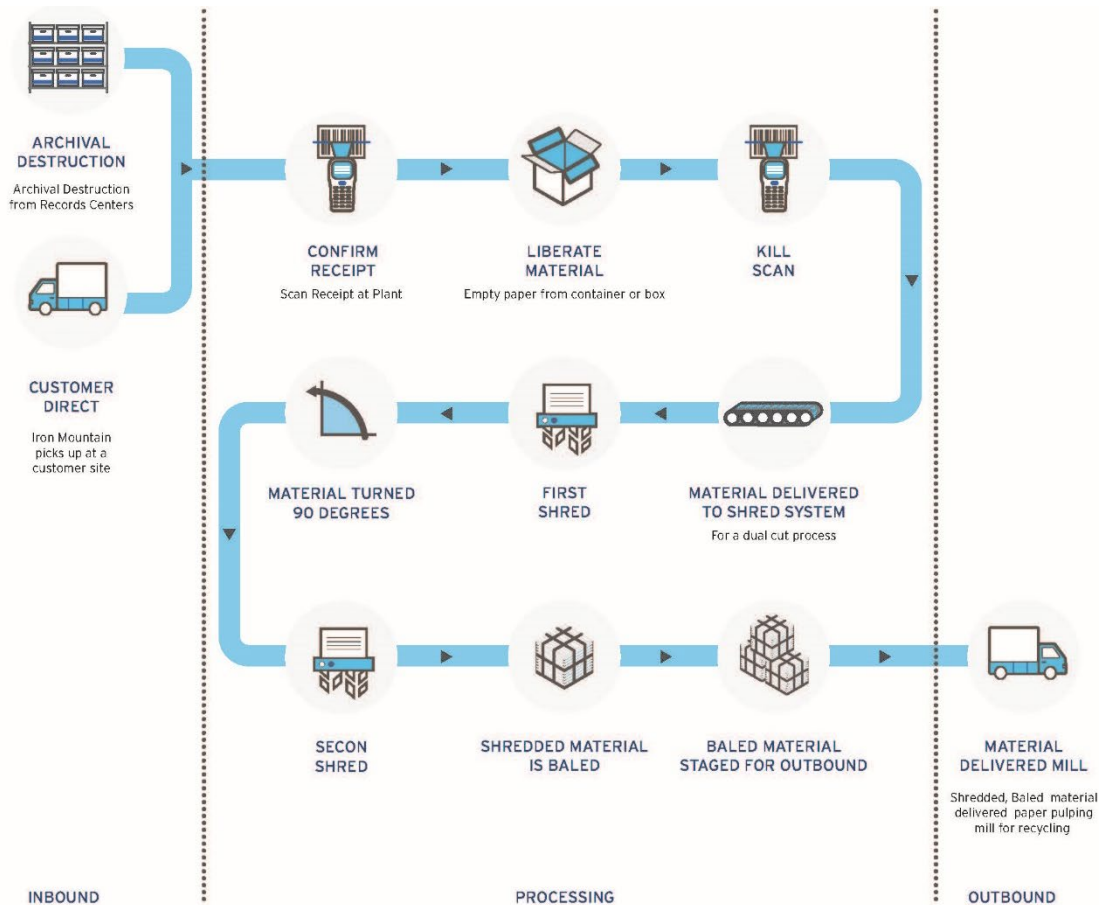 ARCHIVAL
DESTRUCTION
Archival Destruction
from Records Centers
CUSTOMER
DIRECT
Iron Mountain
picks up at a
customer site
CONFIRM
RECEIPT
Scan Receipt at Plant
LIBERATE
MATERIAL
Empty paper from container or box
KILL
SCAN
MATERIAL TURNED
90 DEGREES
FIRST
SHRED
MATERIAL DELIVERED
TO SHRED SYSTEM
For a dual cut process
SECON
SHRED
SHREDDED MATERIAL
IS BALED
BALED MATERIAL
STAGED FOR OUTBOUND
MATERIAL
DELIVERED MILL
Shredded, Baled material
delivered paper pulping
mill for recycling
INBOUND
PROCESSING
OUTBOUND